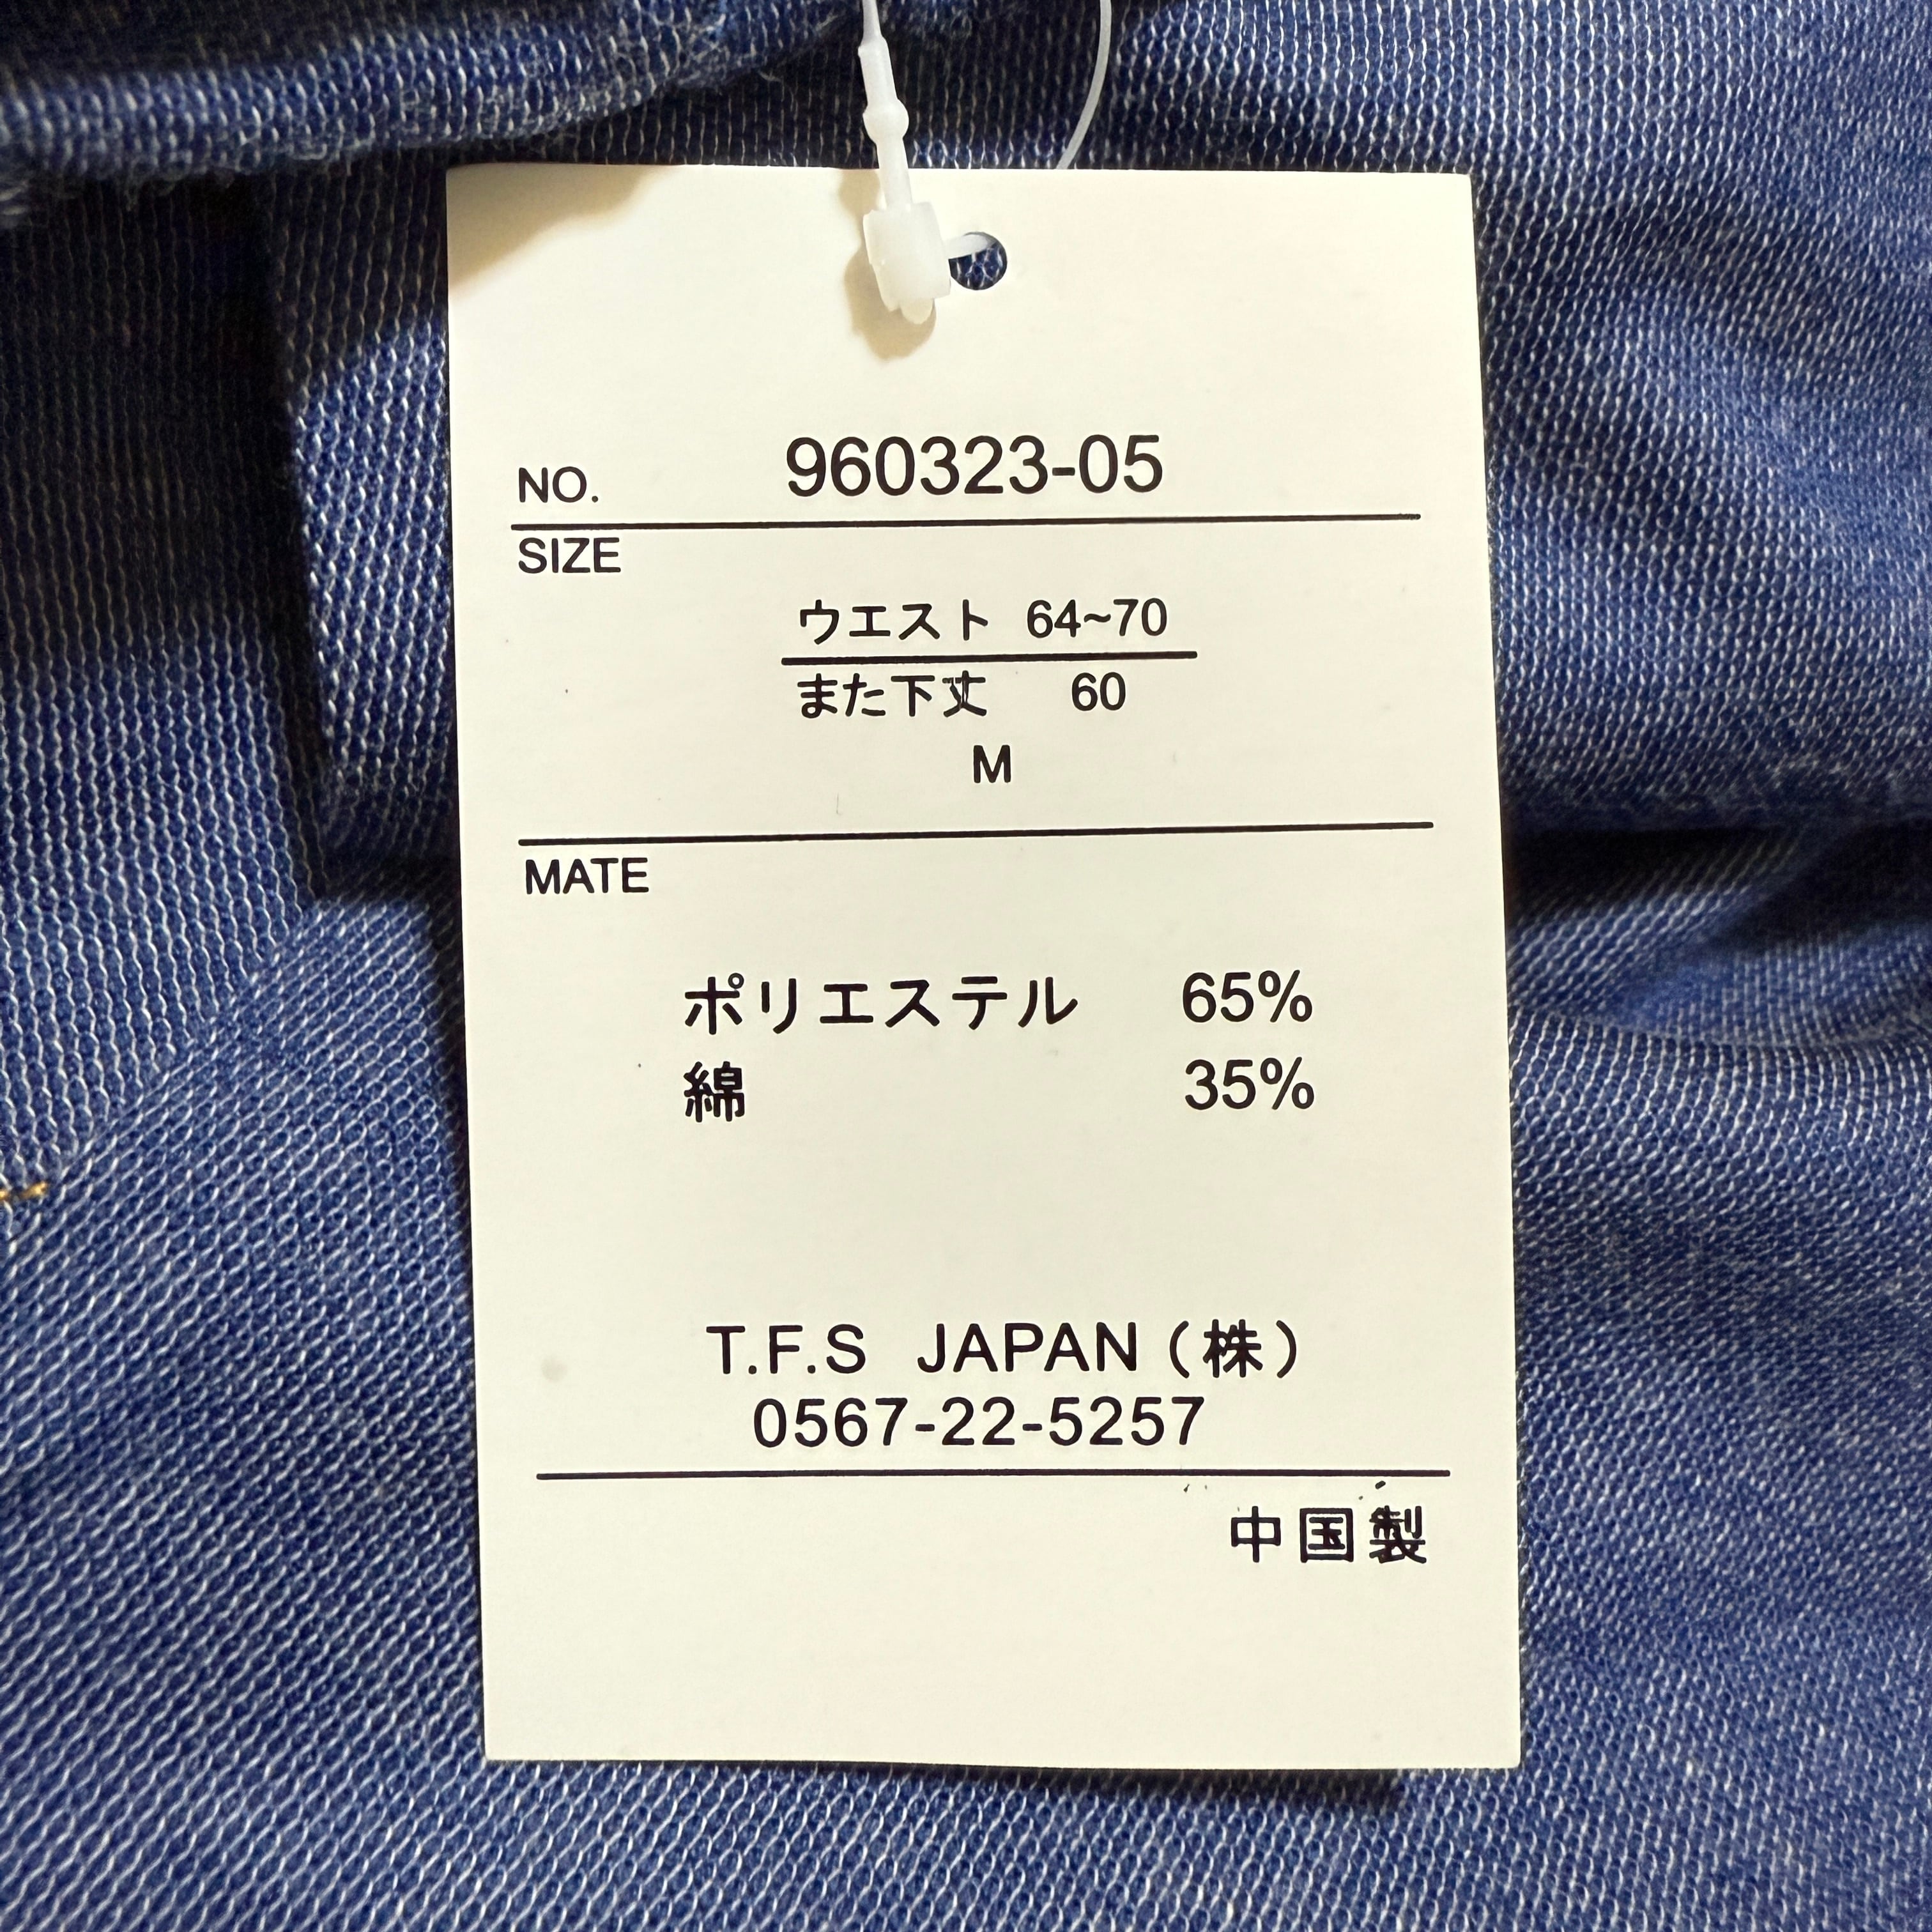 NO. 960323-05
SIZE
ウエスト 64~70
また下丈 60
M
MATE
ポリエステル 65%
綿 35%
T.F.S JAPAN（株）
0567-22-5257
中国製